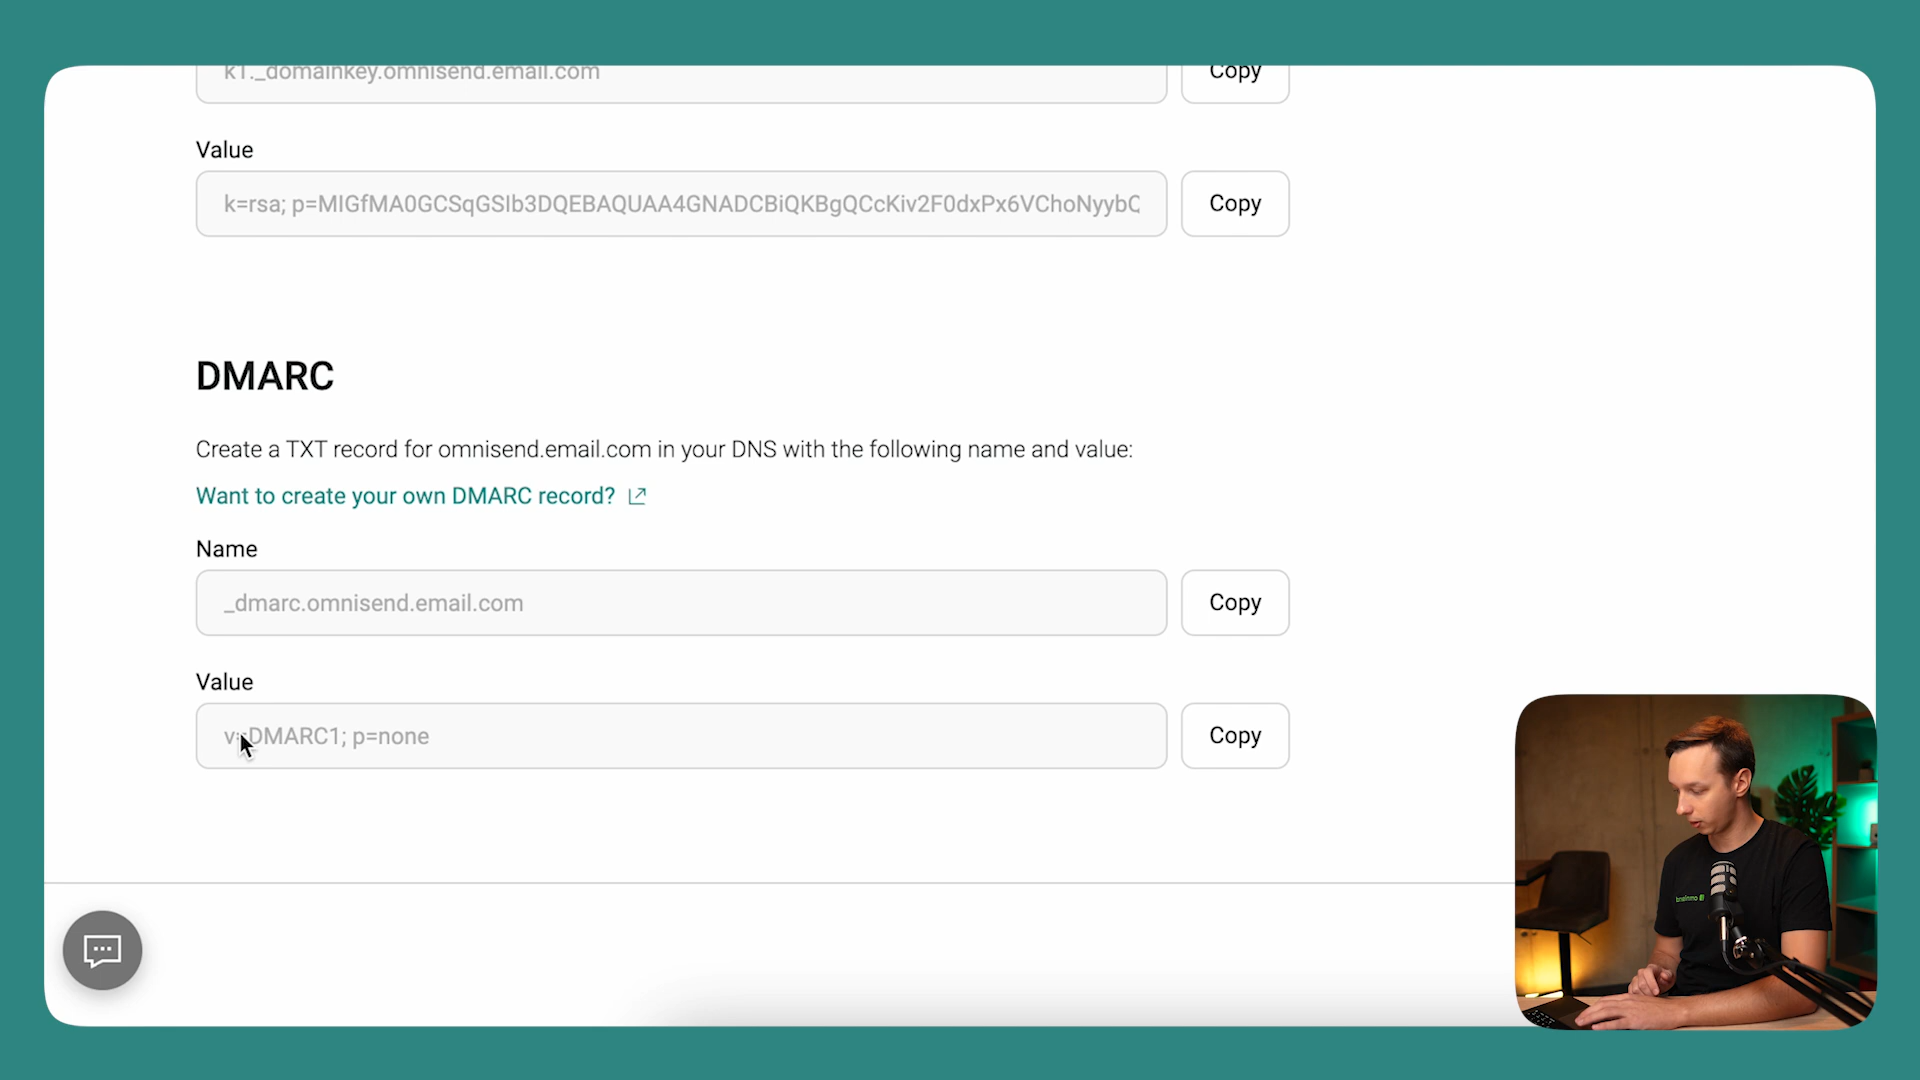 k1._domainkey.omnisend.email.com
Copy
Value
k=rsa; p=MIGfMA0GCSqGSIb3DQEBAQUAA4GNADCBiQKBgQCcKiv2F0dxPx6VChoNyybC
Copy
DMARC
Create a TXT record for omnisend.email.com in your DNS with the following name and value:
Want to create your own DMARC record?
Name
_dmarc.omnisend.email.com
Copy
Value
v=DMARC1; p=none
Copy